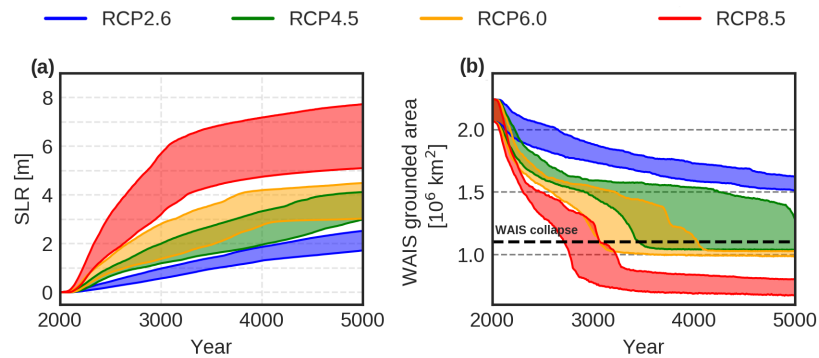 RCP2.6 RCP4.5 RCP6.0 RCP8.5
(a)
SLR [m]
8
6
4
2
0
2000 3000 4000 5000
Year
(b)
WAIS grounded area
[10⁶ km²]
2.0
1.5
1.0
WAIS collapse
2000 3000 4000 5000
Year